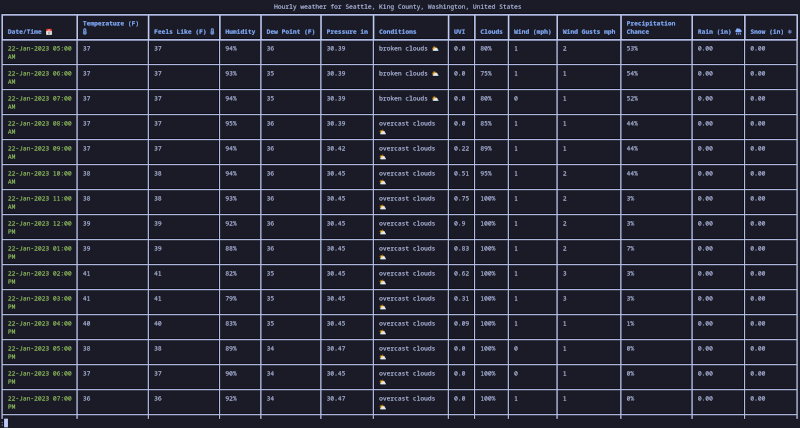 Hourly weather for Seattle, King County, Washington, United States
Date/Time 📅 Temperature (F) 🌡 Feels Like (F) 🌡 Humidity Dew Point (F) Pressure in Conditions UVI Clouds Wind (mph) Wind Gusts mph Precipitation Chance Rain (in) 🌧 Snow (in) ❄
22-Jan-2023 05:00 AM 37 37 94% 36 30.39 broken clouds ⛅ 0.0 80% 1 2 53% 0.00 0.00
22-Jan-2023 06:00 AM 37 37 93% 35 30.39 broken clouds ⛅ 0.0 75% 1 1 54% 0.00 0.00
22-Jan-2023 07:00 AM 37 37 94% 35 30.39 broken clouds ⛅ 0.0 80% 0 1 52% 0.00 0.00
22-Jan-2023 08:00 AM 37 37 95% 36 30.39 overcast clouds ⛅ 0.0 85% 1 1 44% 0.00 0.00
22-Jan-2023 09:00 AM 37 37 94% 36 30.42 overcast clouds ⛅ 0.22 89% 1 1 44% 0.00 0.00
22-Jan-2023 10:00 AM 38 38 94% 36 30.45 overcast clouds ⛅ 0.51 95% 1 2 44% 0.00 0.00
22-Jan-2023 11:00 AM 38 38 93% 36 30.45 overcast clouds ⛅ 0.75 100% 1 2 3% 0.00 0.00
22-Jan-2023 12:00 PM 39 39 92% 36 30.45 overcast clouds ⛅ 0.9 100% 1 2 3% 0.00 0.00
22-Jan-2023 01:00 PM 39 39 88% 36 30.45 overcast clouds ⛅ 0.83 100% 1 2 7% 0.00 0.00
22-Jan-2023 02:00 PM 41 41 82% 35 30.45 overcast clouds ⛅ 0.62 100% 1 3 3% 0.00 0.00
22-Jan-2023 03:00 PM 41 41 79% 35 30.45 overcast clouds ⛅ 0.31 100% 1 3 3% 0.00 0.00
22-Jan-2023 04:00 PM 40 40 83% 35 30.45 overcast clouds ⛅ 0.09 100% 1 1 1% 0.00 0.00
22-Jan-2023 05:00 PM 38 38 89% 34 30.47 overcast clouds ⛅ 0.0 100% 0 1 0% 0.00 0.00
22-Jan-2023 06:00 PM 37 37 90% 34 30.45 overcast clouds ⛅ 0.0 100% 0 1 0% 0.00 0.00
22-Jan-2023 07:00 PM 36 36 92% 34 30.47 overcast clouds ⛅ 0.0 100% 1 1 0% 0.00 0.00
: